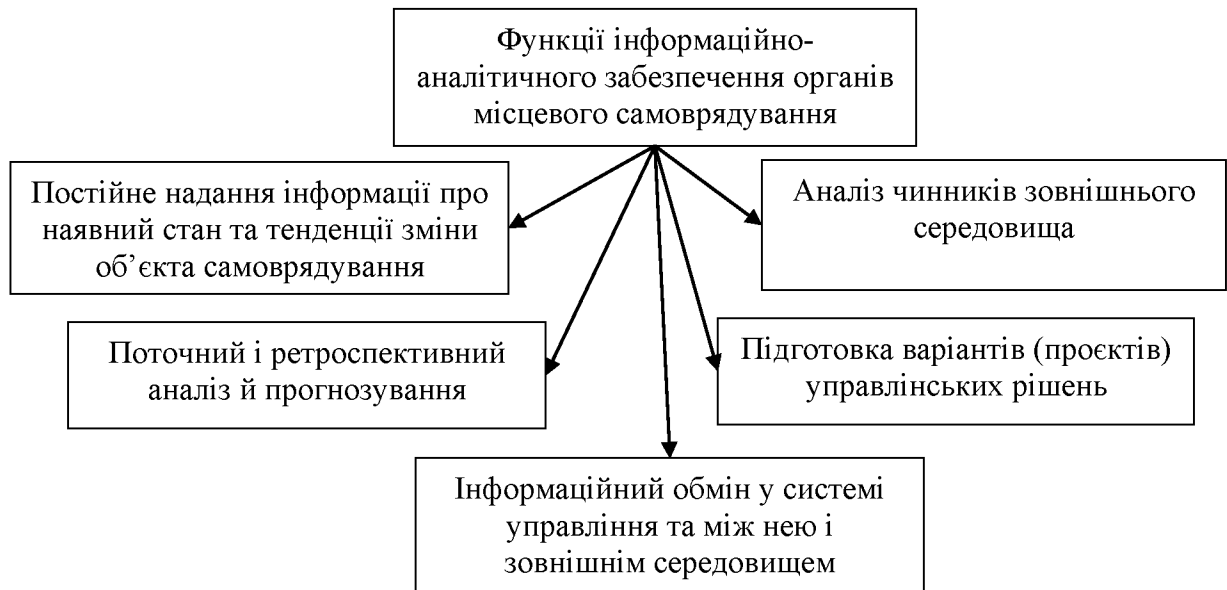 Функції інформаційно-
аналітичного забезпечення органів
місцевого самоврядування
Постійне надання інформації про
наявний стан та тенденції зміни
об’єкта самоврядування
Аналіз чинників зовнішнього
середовища
Поточний і ретроспективний
аналіз й прогнозування
Підготовка варіантів (проєктів)
управлінських рішень
Інформаційний обмін у системі
управління та між нею і
зовнішнім середовищем